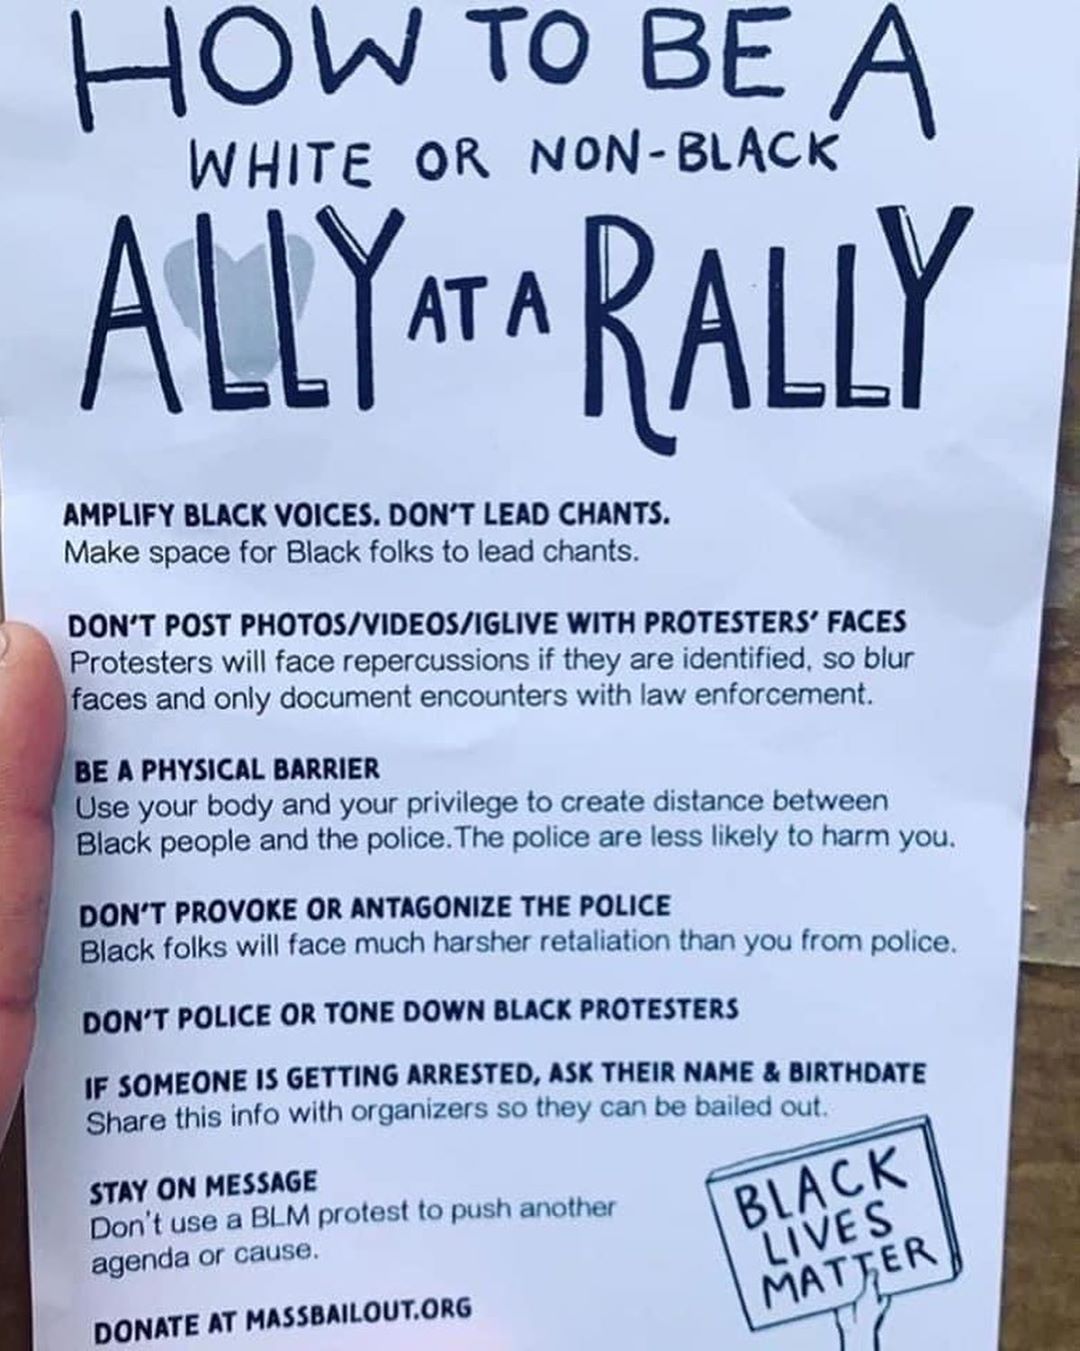 HOW TO BE A
WHITE OR NON-BLACK
ALLY AT A RALLY
AMPLIFY BLACK VOICES. DON'T LEAD CHANTS.
Make space for Black folks to lead chants.
DON'T POST PHOTOS/VIDEOS/IGLIVE WITH PROTESTERS' FACES
Protesters will face repercussions if they are identified, so blur
faces and only document encounters with law enforcement.
BE A PHYSICAL BARRIER
Use your body and your privilege to create distance between
Black people and the police. The police are less likely to harm you.
DON'T PROVOKE OR ANTAGONIZE THE POLICE
Black folks will face much harsher retaliation than you from police.
DON'T POLICE OR TONE DOWN BLACK PROTESTERS
IF SOMEONE IS GETTING ARRESTED, ASK THEIR NAME & BIRTHDATE
Share this info with organizers so they can be bailed out.
STAY ON MESSAGE
Don't use a BLM protest to push another
agenda or cause.
DONATE AT MASSBAILOUT.ORG
BLACK
LIVES
MATTER